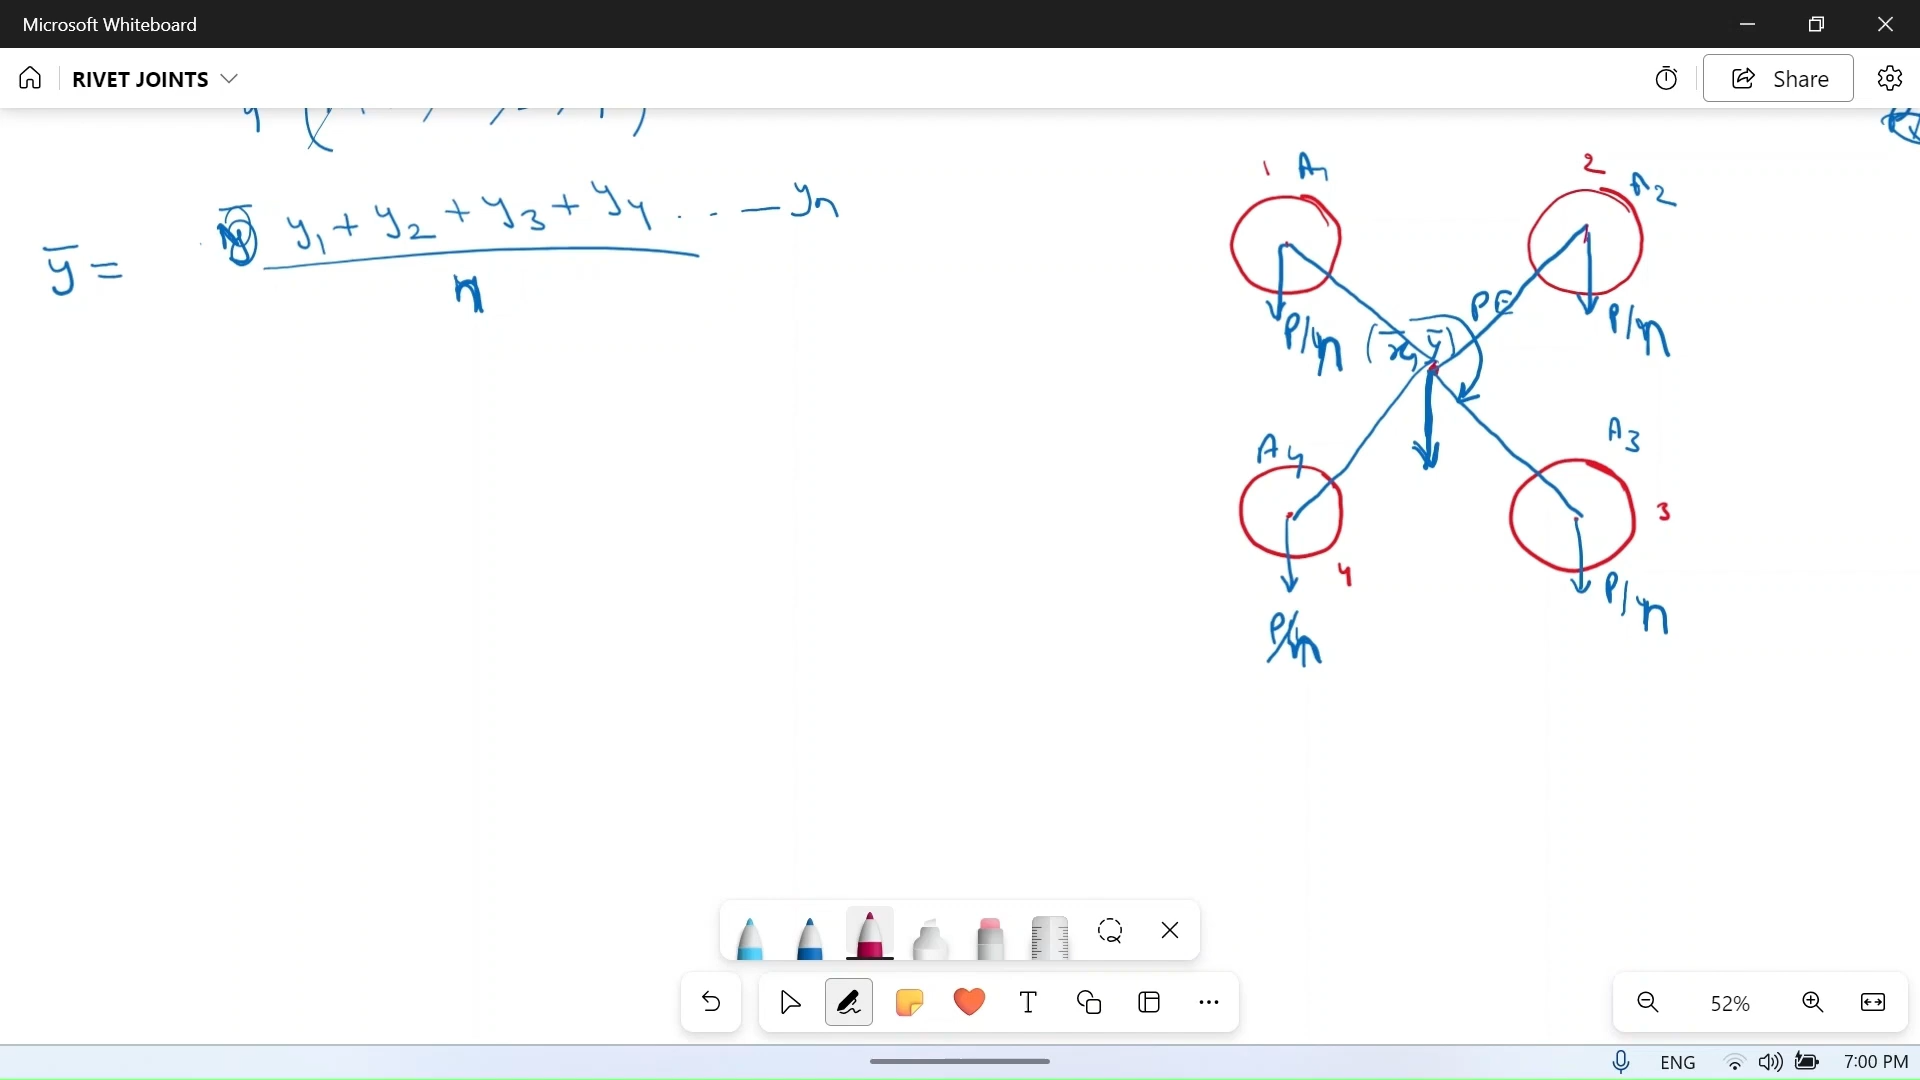 Microsoft Whiteboard
RIVET JOINTS
Share
y̅ = y₁ + y₂ + y₃ + y₄ . . . — yₙ
n
1 A₁
2 A₂
P/n
(x̅, y̅)
PE
P/n
A₄
A₃
3
4
P/n
P/n
T
52%
ENG
7:00 PM